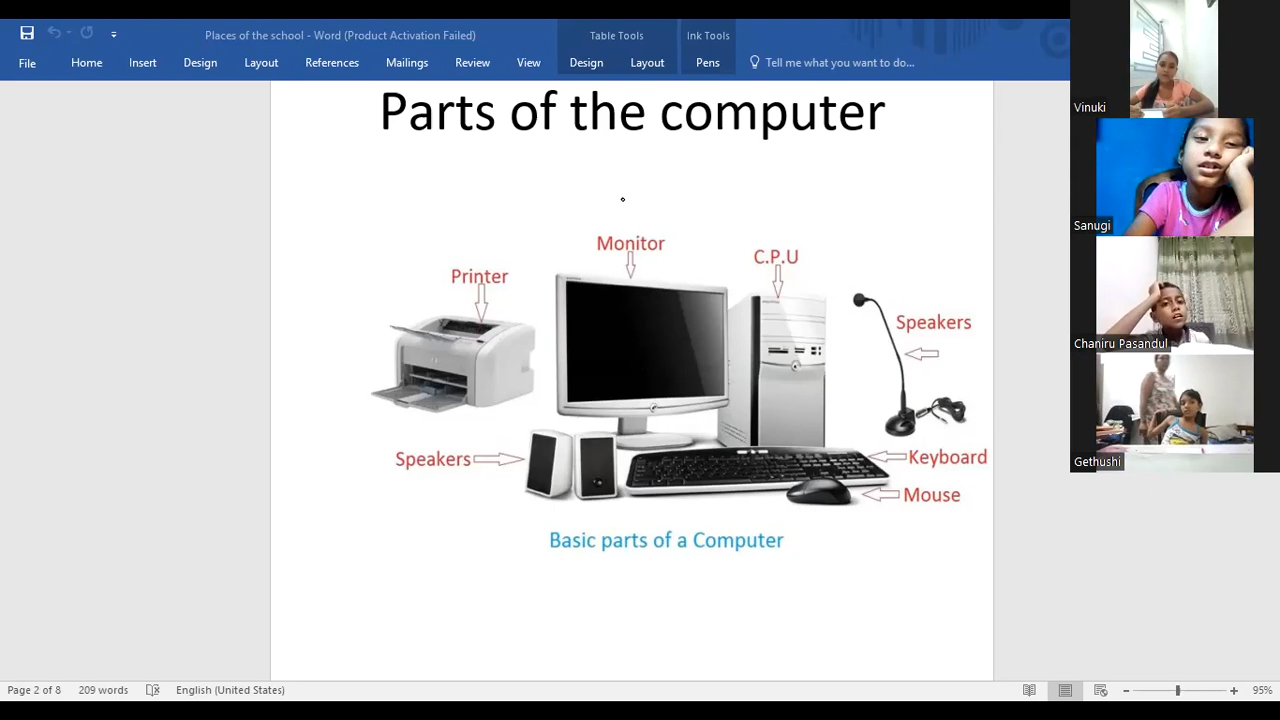 Places of the school - Word (Product Activation Failed)
Table Tools
Ink Tools
File
Home
Insert
Design
Layout
References
Mailings
Review
View
Design
Layout
Pens
Tell me what you want to do...
Parts of the computer
Monitor
C.P.U
Printer
Speakers
Speakers
Keyboard
Mouse
Basic parts of a Computer
Vinuki
Sanugi
Chaniru Pasandul
Gethushi
Page 2 of 8
209 words
English (United States)
95%